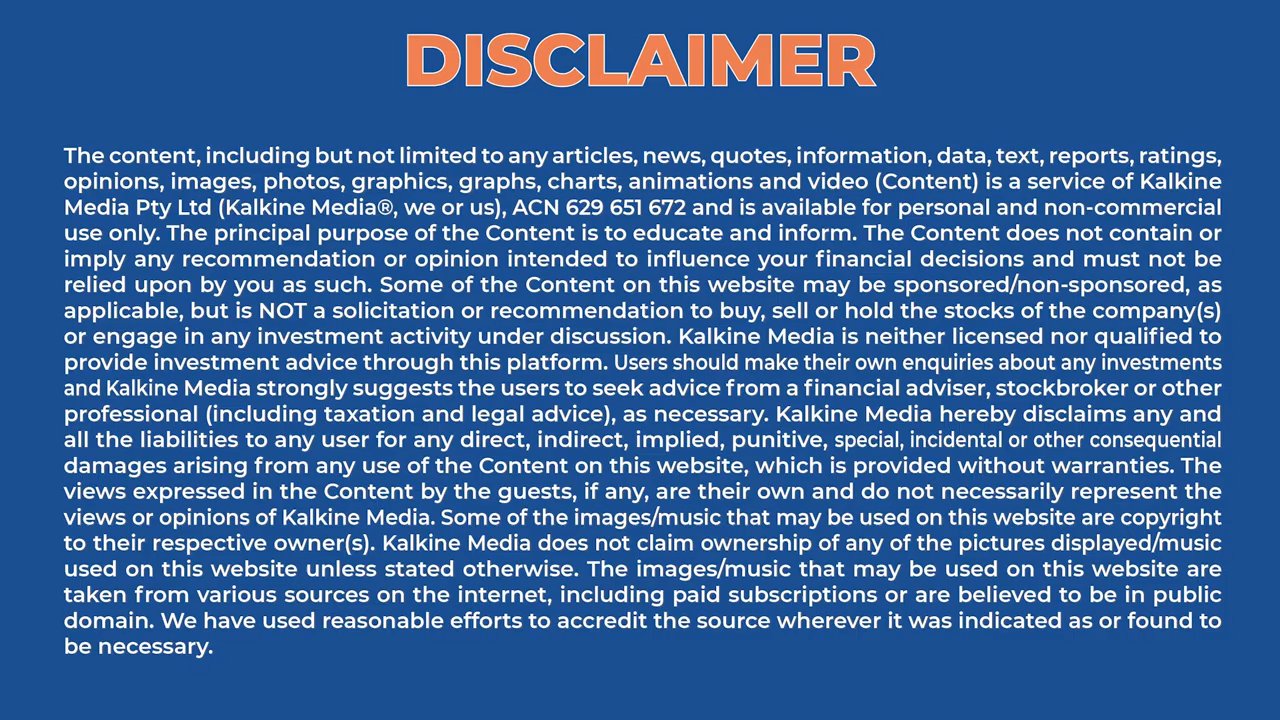 DISCLAIMER
The content, including but not limited to any articles, news, quotes, information, data, text, reports, ratings,
opinions, images, photos, graphics, graphs, charts, animations and video (Content) is a service of Kalkine
Media Pty Ltd (Kalkine Media®, we or us), ACN 629 651 672 and is available for personal and non-commercial
use only. The principal purpose of the Content is to educate and inform. The Content does not contain or
imply any recommendation or opinion intended to influence your financial decisions and must not be
relied upon by you as such. Some of the Content on this website may be sponsored/non-sponsored, as
applicable, but is NOT a solicitation or recommendation to buy, sell or hold the stocks of the company(s)
or engage in any investment activity under discussion. Kalkine Media is neither licensed nor qualified to
provide investment advice through this platform. Users should make their own enquiries about any investments
and Kalkine Media strongly suggests the users to seek advice from a financial adviser, stockbroker or other
professional (including taxation and legal advice), as necessary. Kalkine Media hereby disclaims any and
all the liabilities to any user for any direct, indirect, implied, punitive, special, incidental or other consequential
damages arising from any use of the Content on this website, which is provided without warranties. The
views expressed in the Content by the guests, if any, are their own and do not necessarily represent the
views or opinions of Kalkine Media. Some of the images/music that may be used on this website are copyright
to their respective owner(s). Kalkine Media does not claim ownership of any of the pictures displayed/music
used on this website unless stated otherwise. The images/music that may be used on this website are
taken from various sources on the internet, including paid subscriptions or are believed to be in public
domain. We have used reasonable efforts to accredit the source wherever it was indicated as or found to
be necessary.